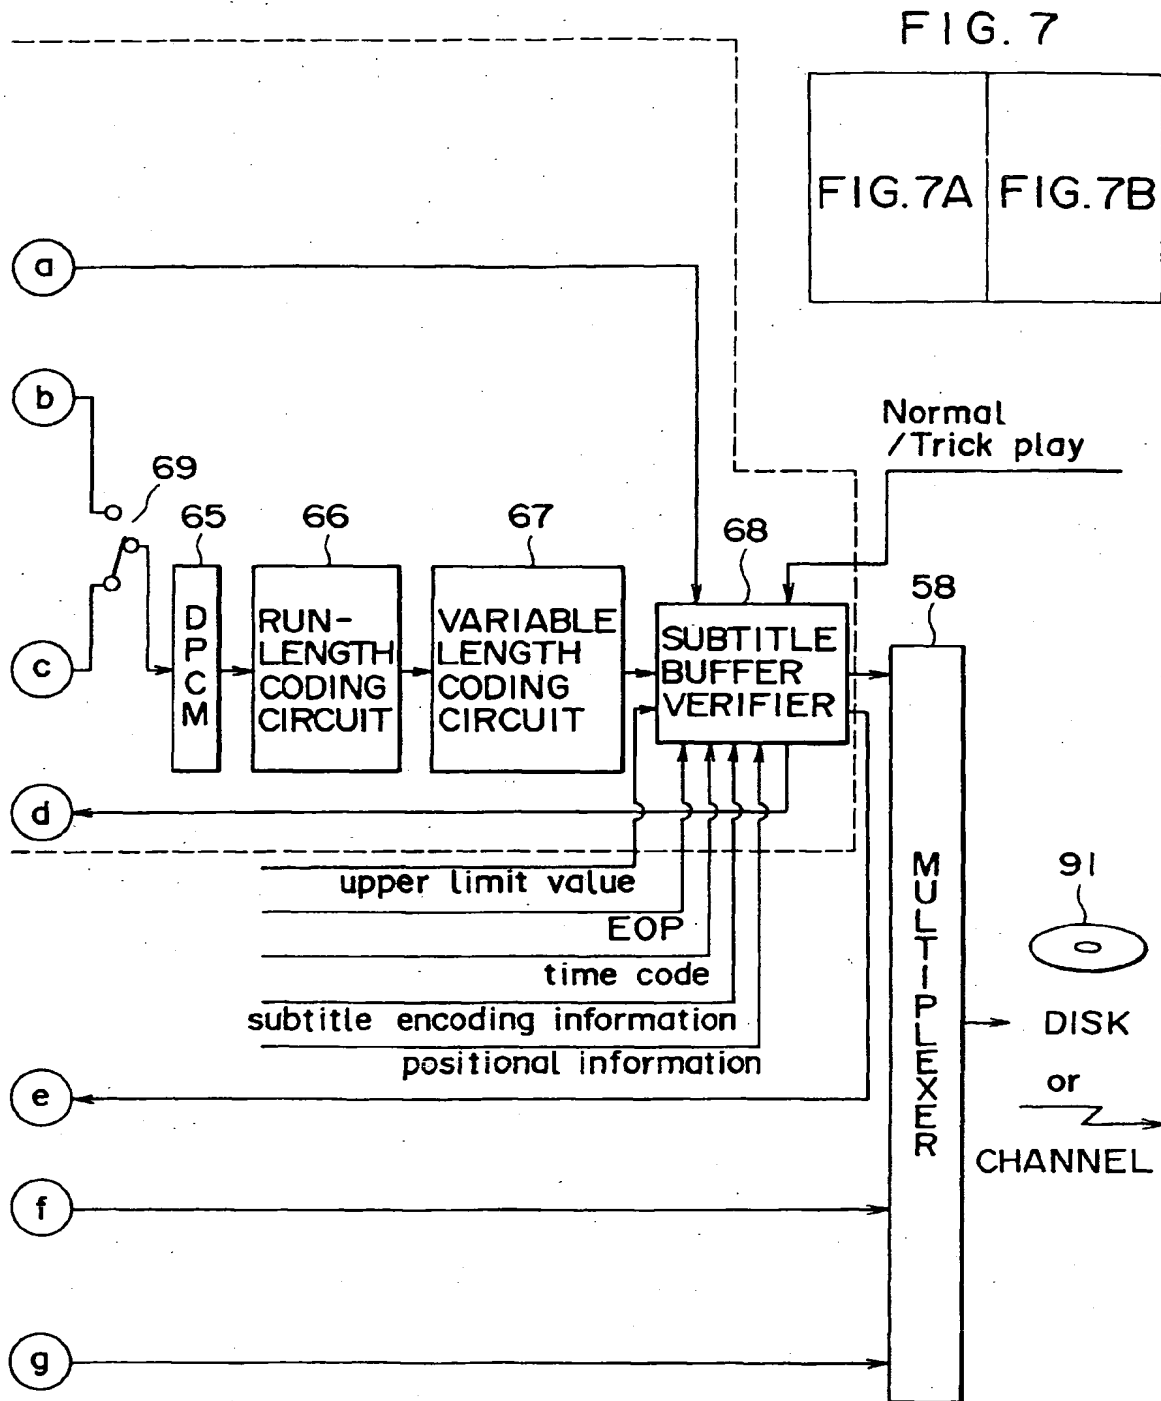 FIG. 7
FIG.7A FIG.7B
a
b
Normal
/Trick play
69
65
66
67
68
58
DPCM
RUN-
LENGTH
CODING
CIRCUIT
VARIABLE
LENGTH
CODING
CIRCUIT
SUBTITLE
BUFFER
VERIFIER
c
d
upper limit value
EOP
time code
subtitle encoding information
positional information
MULTIPLEXER
91
DISK
or
CHANNEL
e
f
g